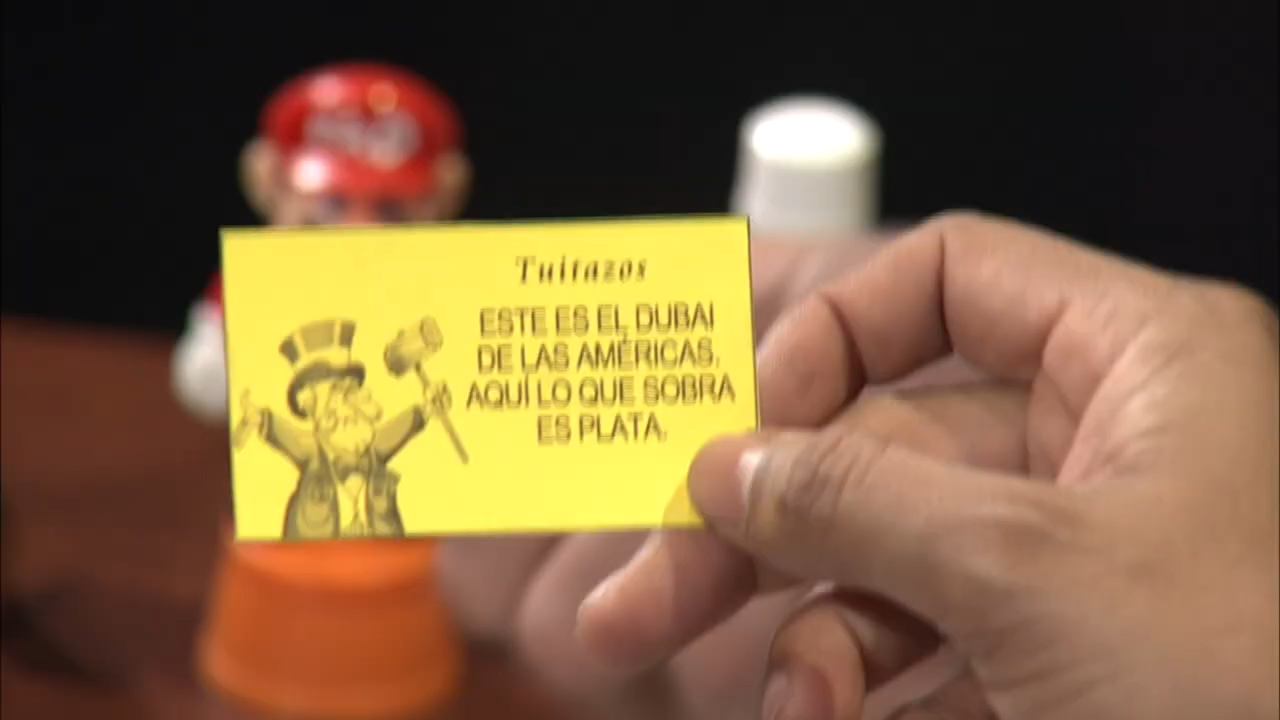 Tuitazos
ESTE ES EL DUBAI
DE LAS AMÉRICAS,
AQUÍ LO QUE SOBRA
ES PLATA.